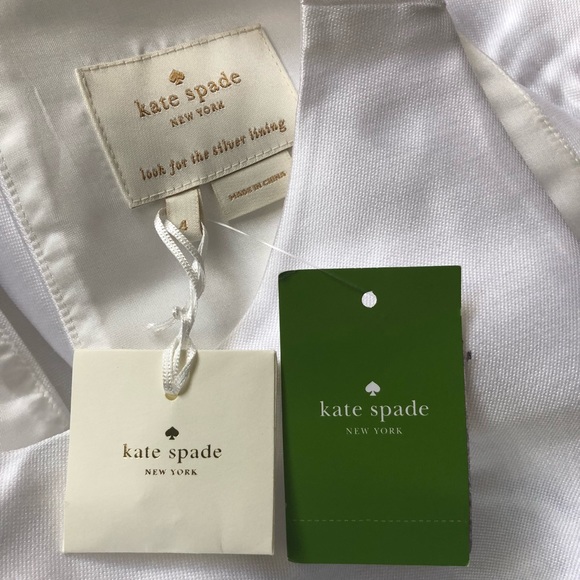 kate spade
NEW YORK
look for the silver lining
MADE IN CHINA
4
kate spade
NEW YORK
kate spade
NEW YORK